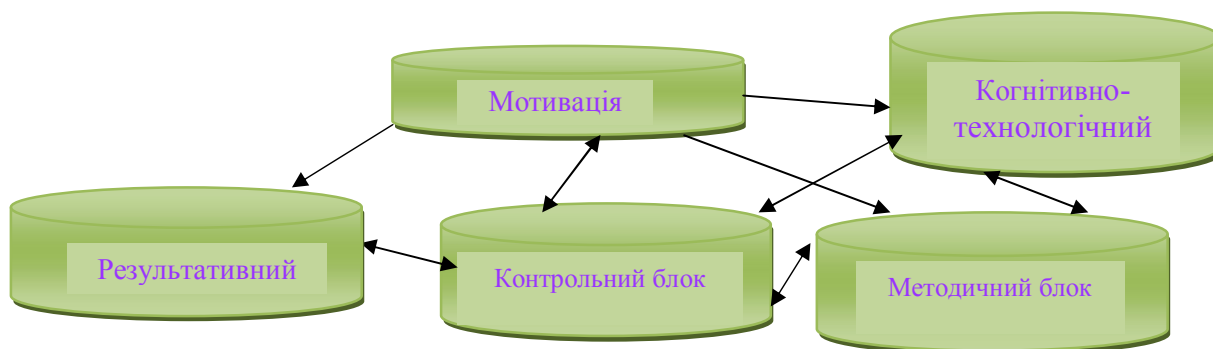 Мотивація
Когнітивно-
технологічний
Результативний
Контрольний блок
Методичний блок